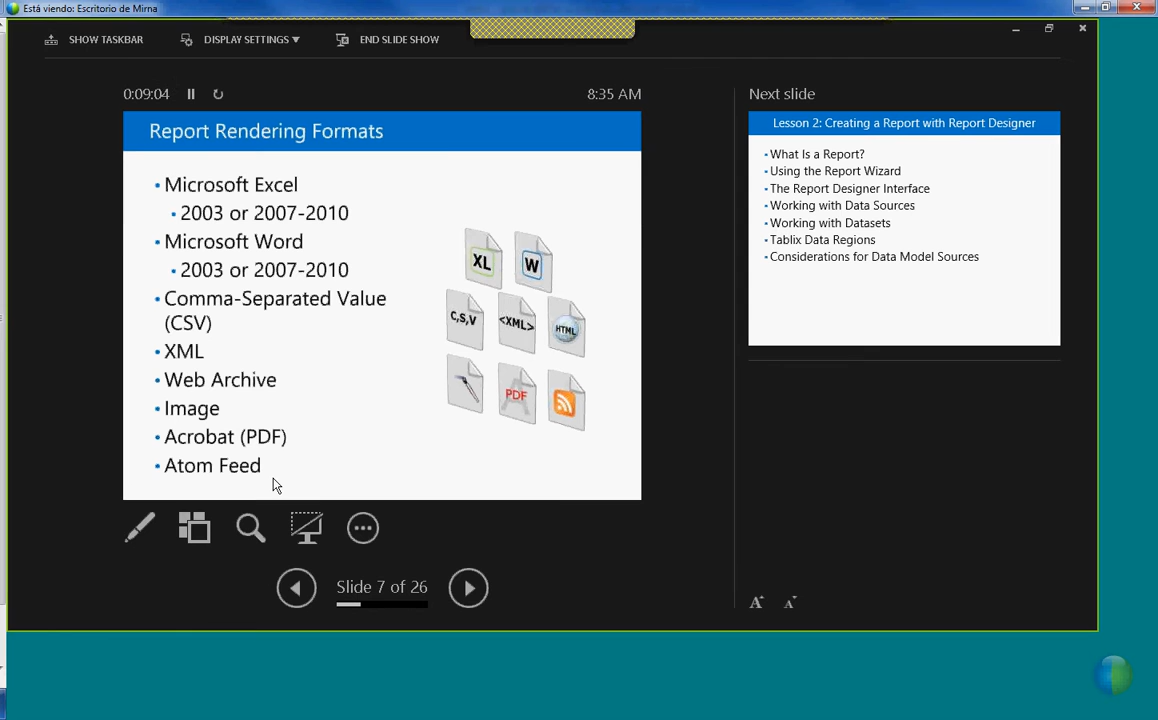 Está viendo: Escritorio de Mirna
SHOW TASKBAR
DISPLAY SETTINGS
END SLIDE SHOW
0:09:04
8:35 AM
Report Rendering Formats
• Microsoft Excel
• 2003 or 2007-2010
• Microsoft Word
• 2003 or 2007-2010
• Comma-Separated Value
(CSV)
• XML
• Web Archive
• Image
• Acrobat (PDF)
• Atom Feed
XL
W
C,S,V
<XML>
HTML
PDF
Slide 7 of 26
Next slide
Lesson 2: Creating a Report with Report Designer
• What Is a Report?
• Using the Report Wizard
• The Report Designer Interface
• Working with Data Sources
• Working with Datasets
• Tablix Data Regions
• Considerations for Data Model Sources
A
A